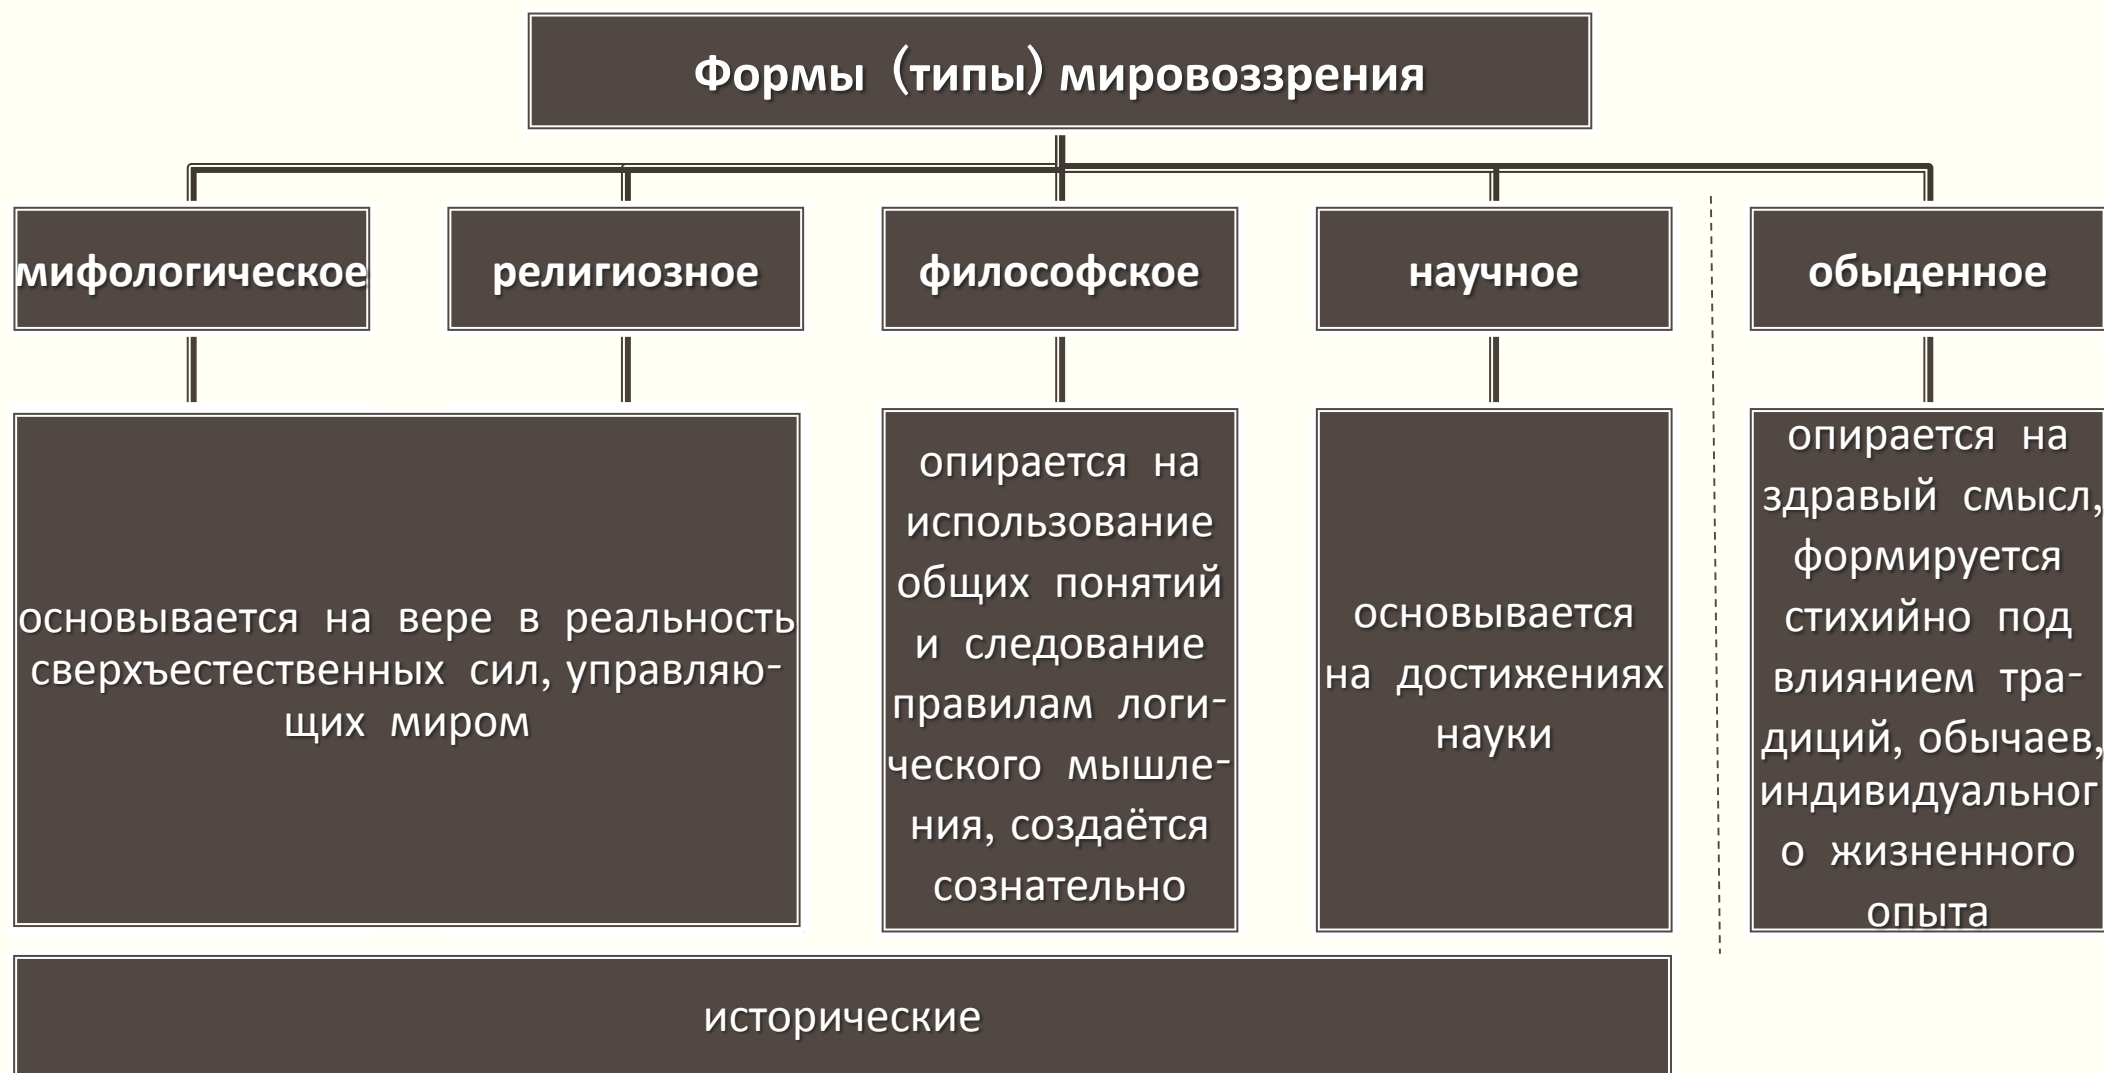 Формы (типы) мировоззрения
мифологическое
религиозное
философское
научное
обыденное
основывается на вере в реальность
сверхъестественных сил, управляю-
щих миром
опирается на
использование
общих понятий
и следование
правилам логи-
ческого мышле-
ния, создаётся
сознательно
основывается
на достижениях
науки
опирается на
здравый смысл,
формируется
стихийно под
влиянием тра-
диций, обычаев,
индивидуальног
о жизненного
опыта
исторические